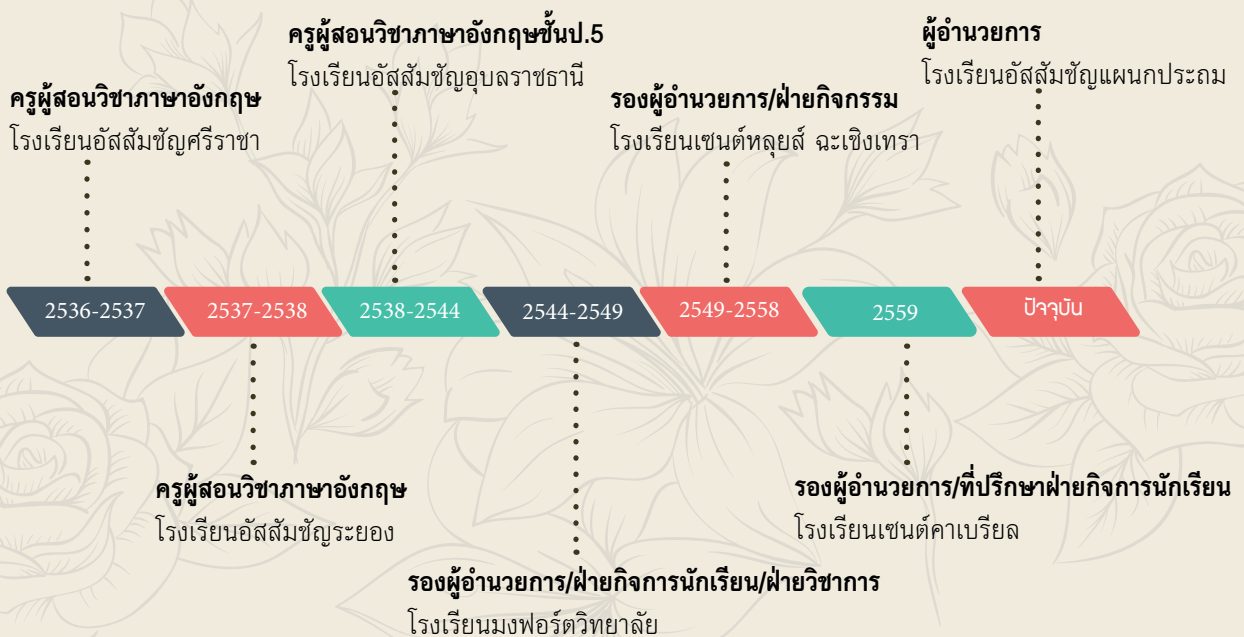 ครูผู้สอนวิชาภาษาอังกฤษ
โรงเรียนอัสสัมชัญศรีราชา
ครูผู้สอนวิชาภาษาอังกฤษชั้นป.5
โรงเรียนอัสสัมชัญอุบลราชธานี
รองผู้อำนวยการ/ฝ่ายกิจกรรม
โรงเรียนเซนต์หลุยส์ ฉะเชิงเทรา
ผู้อำนวยการ
โรงเรียนอัสสัมชัญแผนกประถม
2536-2537
2537-2538
2538-2544
2544-2549
2549-2558
2559
ปัจจุบัน
ครูผู้สอนวิชาภาษาอังกฤษ
โรงเรียนอัสสัมชัญระยอง
รองผู้อำนวยการ/ฝ่ายกิจการนักเรียน/ฝ่ายวิชาการ
โรงเรียนมงฟอร์ตวิทยาลัย
รองผู้อำนวยการ/ที่ปรึกษาฝ่ายกิจการนักเรียน
โรงเรียนเซนต์คาเบรียล